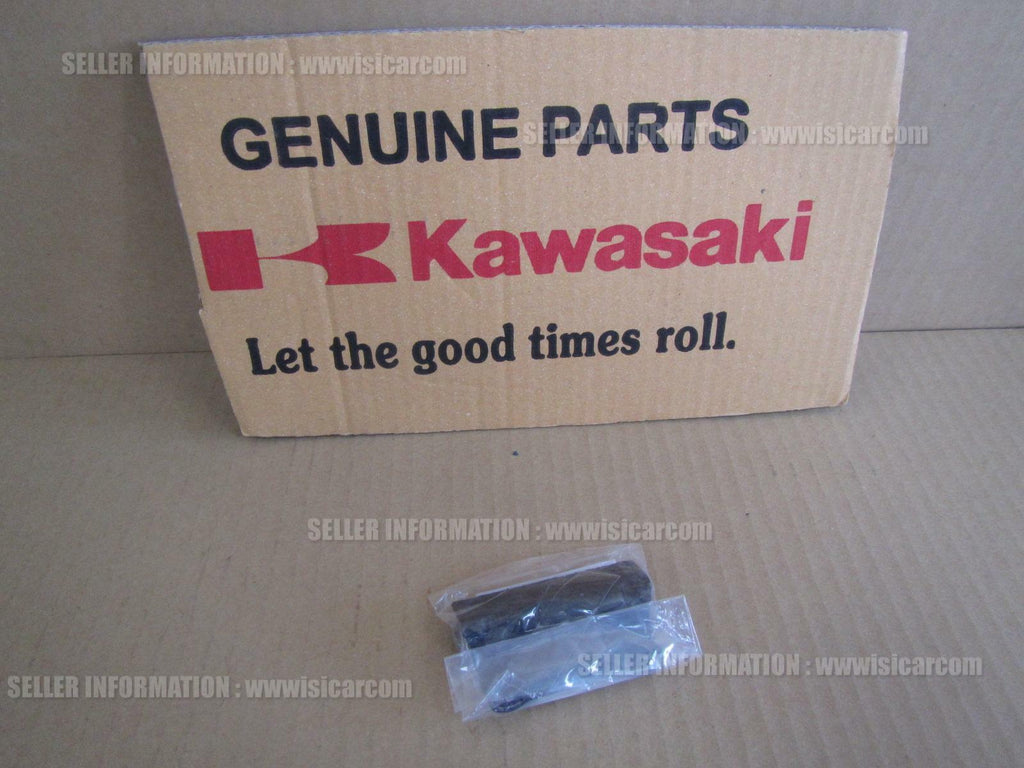 SELLER INFORMATION : wwwisicarcom
GENUINE PARTS
SELLER INFORMATION : wwwisicarcom
Kawasaki
Let the good times roll.
SELLER INFORMATION : wwwisicarcom
SELLER INFORMATION : wwwisicarcom
SELLER INFORMATION : wwwisicarcom